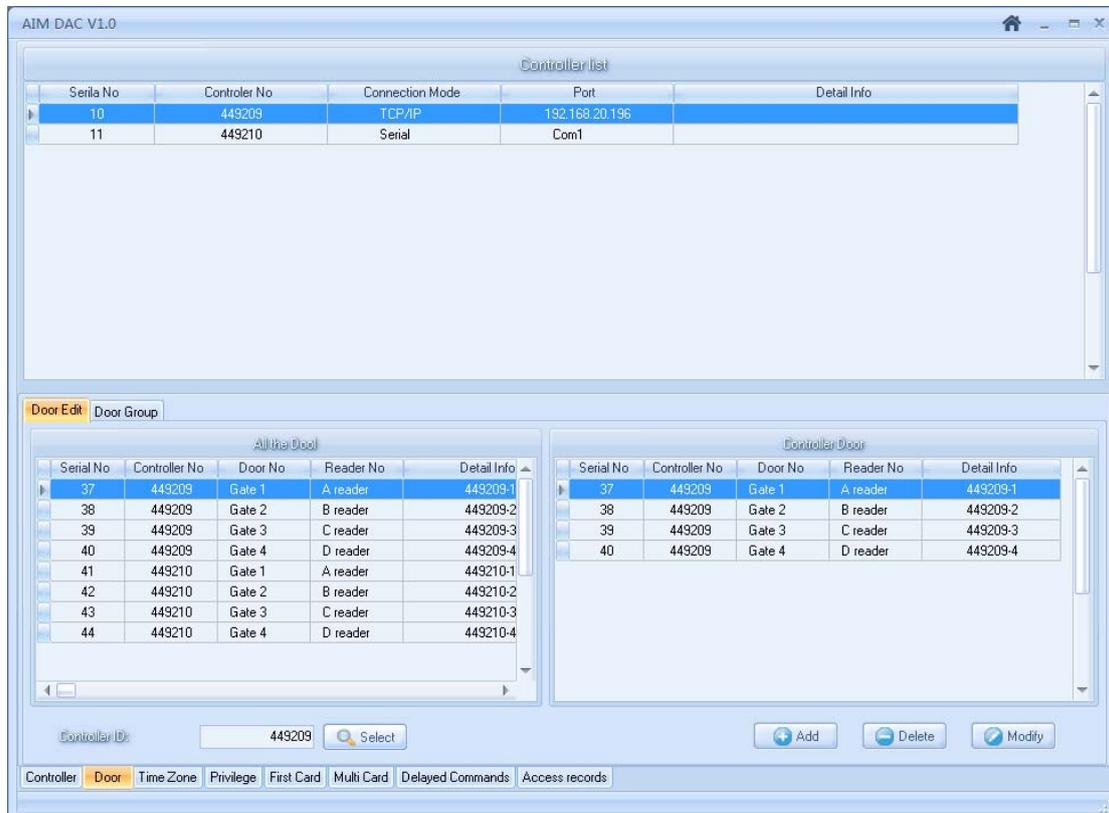 AIM DAC V1.0
Controller list
Serila No Controler No Connection Mode Port Detail Info
10 449209 TCP/IP 192.168.20.196
11 449210 Serial Com1
Door Edit Door Group
All the Dool
Serial No Controller No Door No Reader No Detail Info
37 449209 Gate 1 A reader 449209-1
38 449209 Gate 2 B reader 449209-2
39 449209 Gate 3 C reader 449209-3
40 449209 Gate 4 D reader 449209-4
41 449210 Gate 1 A reader 449210-1
42 449210 Gate 2 B reader 449210-2
43 449210 Gate 3 C reader 449210-3
44 449210 Gate 4 D reader 449210-4
Controller Door
Serial No Controller No Door No Reader No Detail Info
37 449209 Gate 1 A reader 449209-1
38 449209 Gate 2 B reader 449209-2
39 449209 Gate 3 C reader 449209-3
40 449209 Gate 4 D reader 449209-4
Controller ID: 449209 Select Add Delete Modify
Controller Door Time Zone Privilege First Card Multi Card Delayed Commands Access records